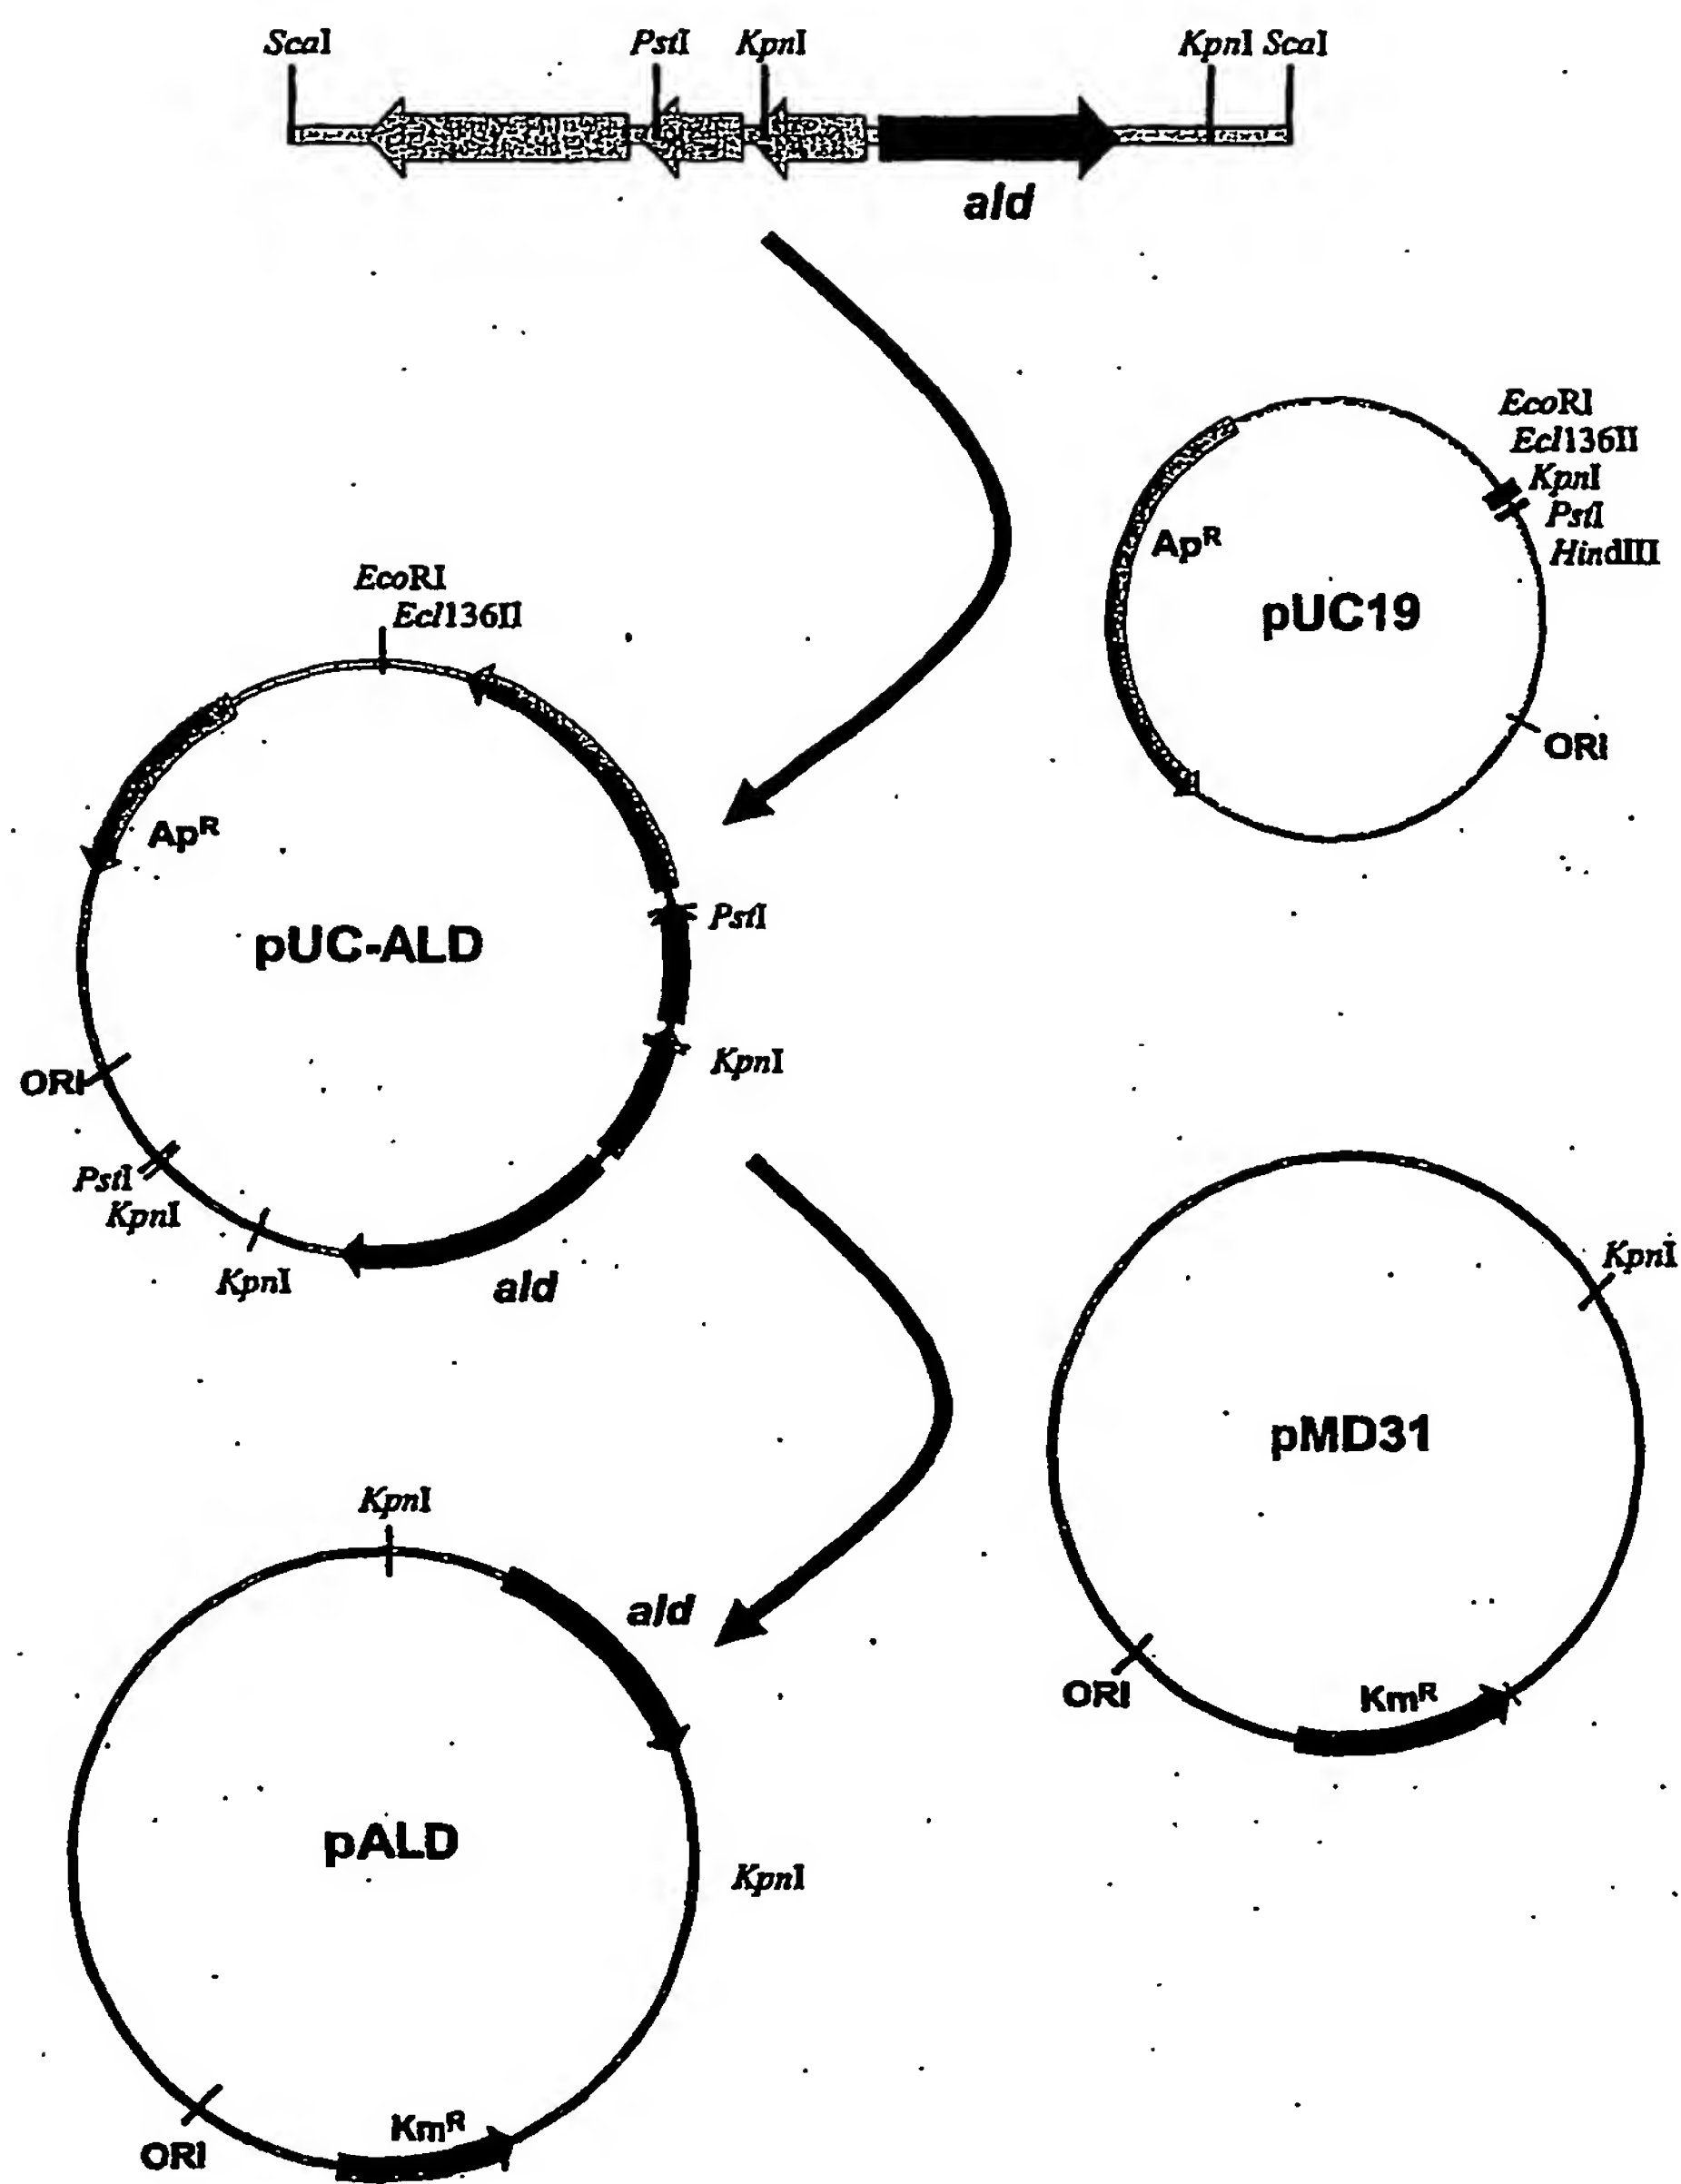 ScaI PstI KpnI KpnI ScaI
ald
EcoRI
Ecl136II
KpnI
PstI
HindIII
ApR
pUC19
ORI
EcoRI
Ecl136II
ApR
pUC-ALD
PstI
KpnI
ORI
PstI
KpnI
KpnI
ald
KpnI
pMD31
ORI
KmR
KpnI
ald
pALD
KpnI
ORI
KmR